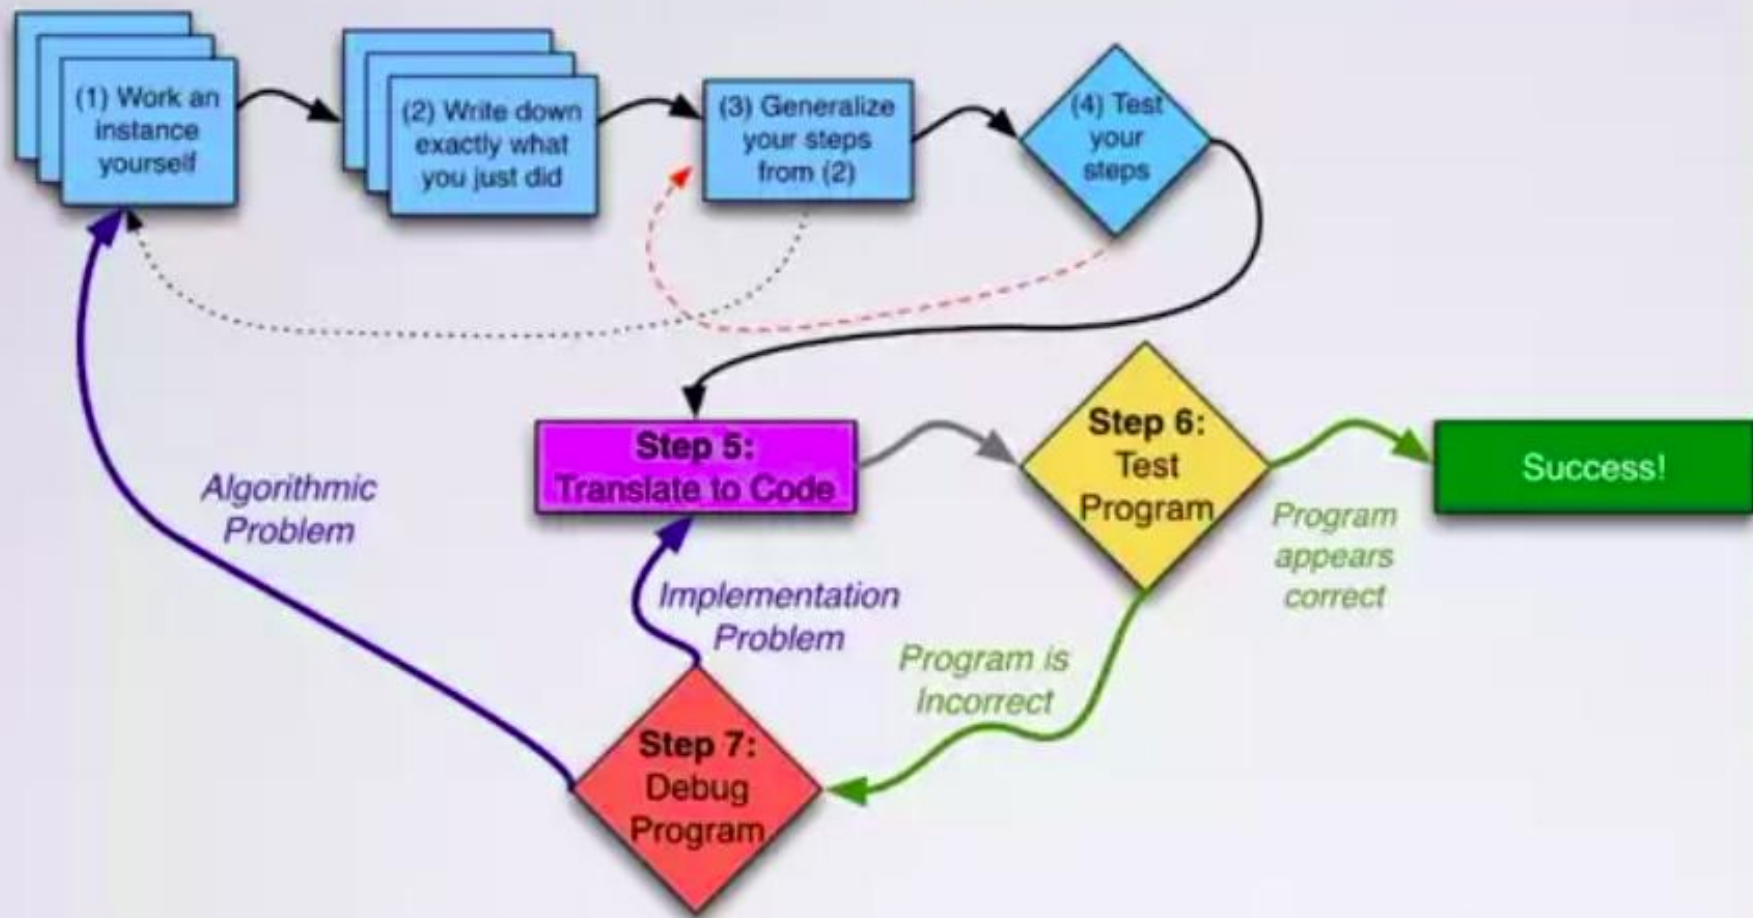 (1) Work an
instance
yourself
(2) Write down
exactly what
you just did
(3) Generalize
your steps
from (2)
(4) Test
your
steps
Step 5:
Translate to Code
Step 6:
Test
Program
Success!
Program
appears
correct
Algorithmic
Problem
Implementation
Problem
Program is
Incorrect
Step 7:
Debug
Program